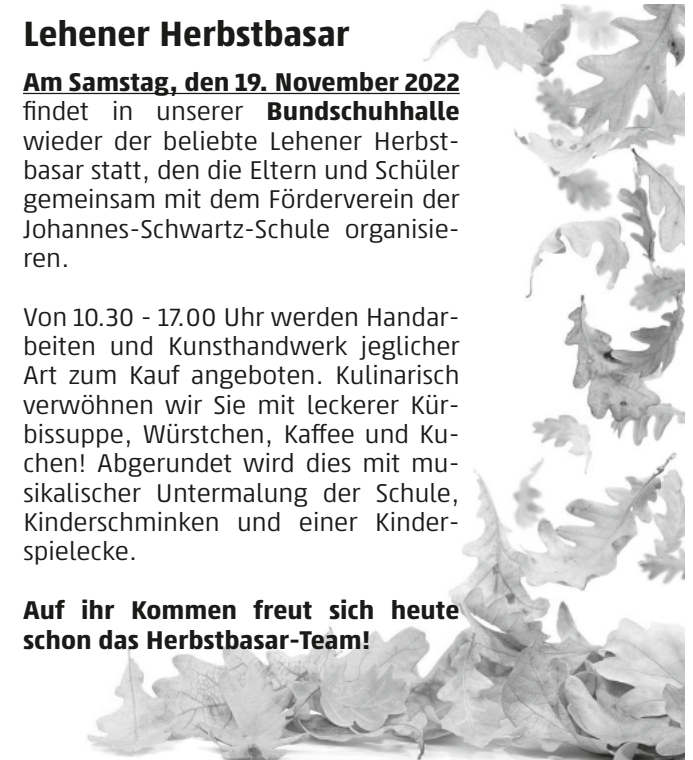 Lehener Herbstbasar
Am Samstag, den 19. November 2022
findet in unserer Bundschuhhalle
wieder der beliebte Lehener Herbst-
basar statt, den die Eltern und Schüler
gemeinsam mit dem Förderverein der
Johannes-Schwartz-Schule organisie-
ren.
Von 10.30 - 17.00 Uhr werden Handar-
beiten und Kunsthandwerk jeglicher
Art zum Kauf angeboten. Kulinarisch
verwöhnen wir Sie mit leckerer Kür-
bissuppe, Würstchen, Kaffee und Ku-
chen! Abgerundet wird dies mit mu-
sikalischer Untermalung der Schule,
Kinderschminken und einer Kinder-
spielecke.
Auf ihr Kommen freut sich heute
schon das Herbstbasar-Team!